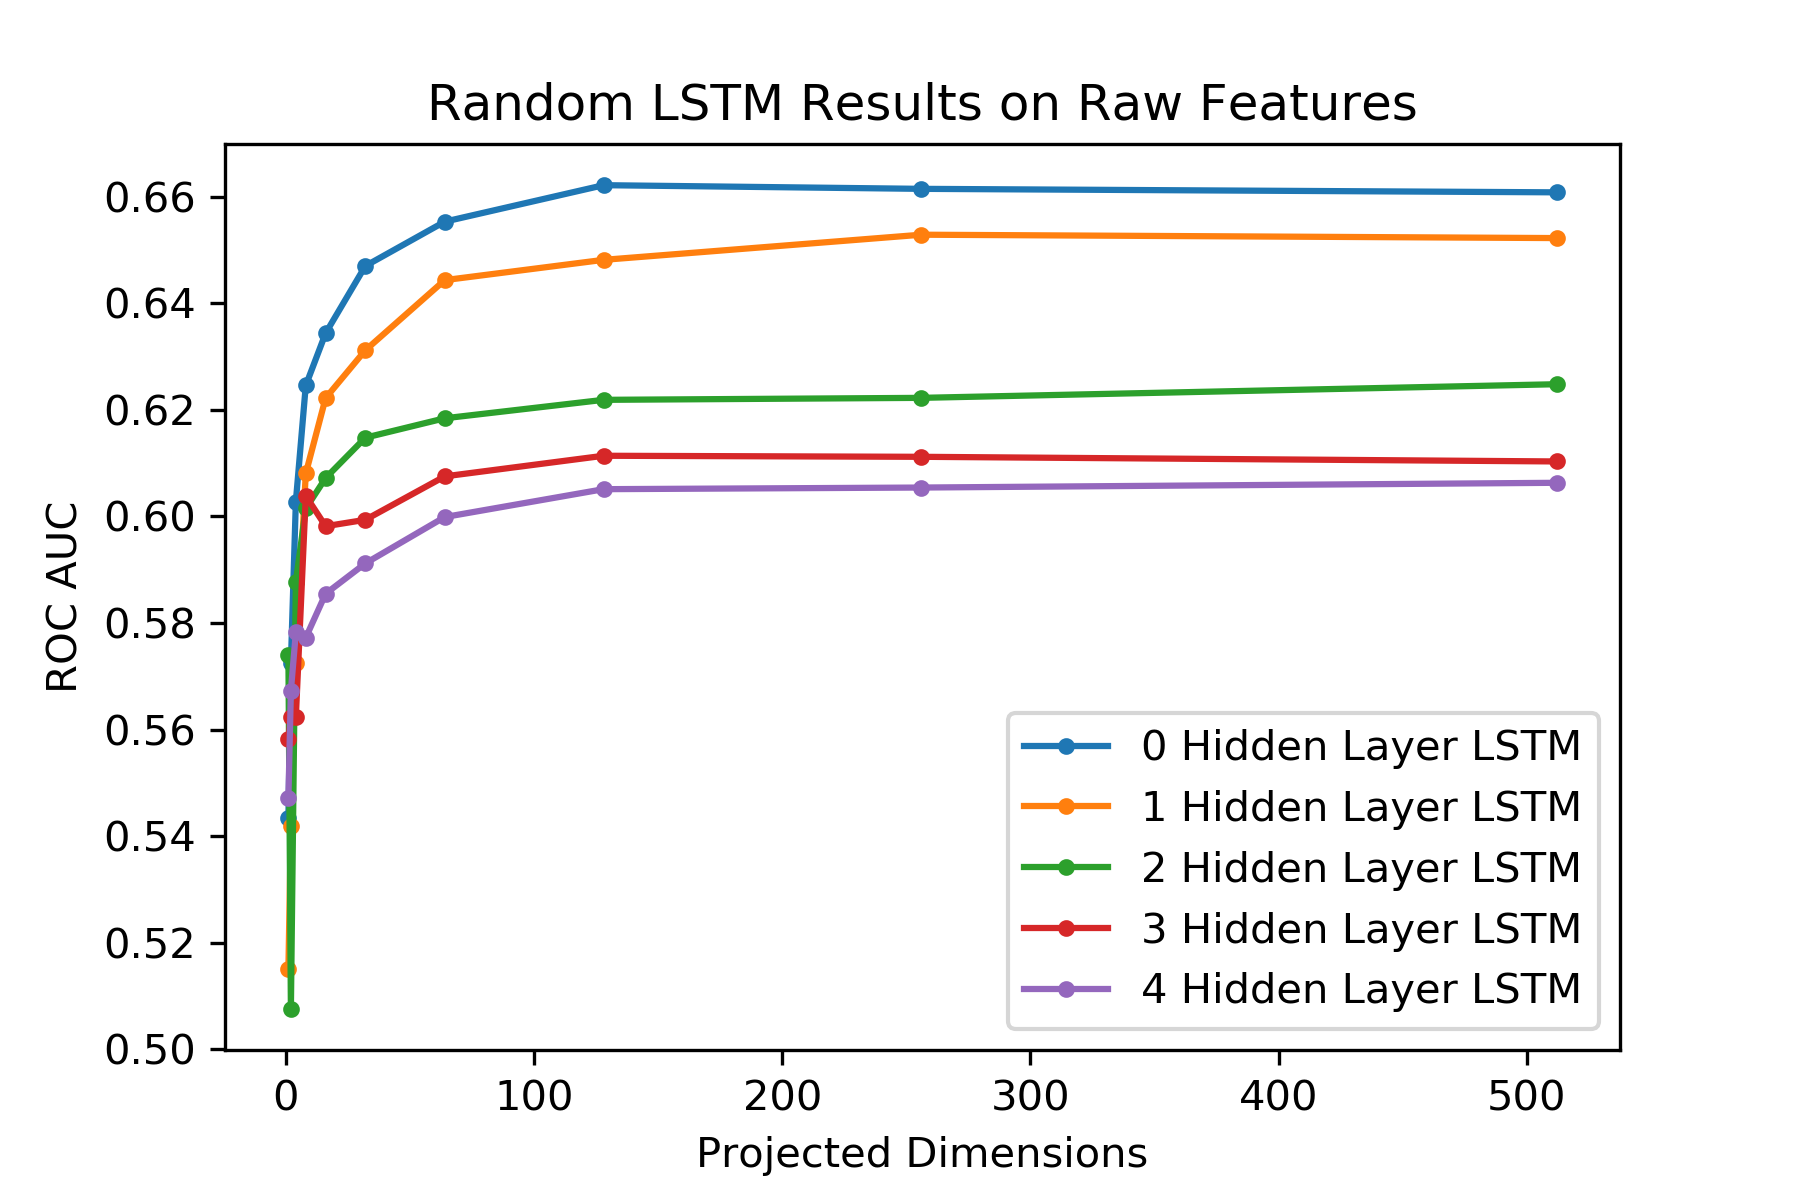 Random LSTM Results on Raw Features
0.66
0.64
0.62
0.60
0.58
0.56
0.54
0.52
0.50
ROC AUC
0 Hidden Layer LSTM
1 Hidden Layer LSTM
2 Hidden Layer LSTM
3 Hidden Layer LSTM
4 Hidden Layer LSTM
0 100 200 300 400 500
Projected Dimensions